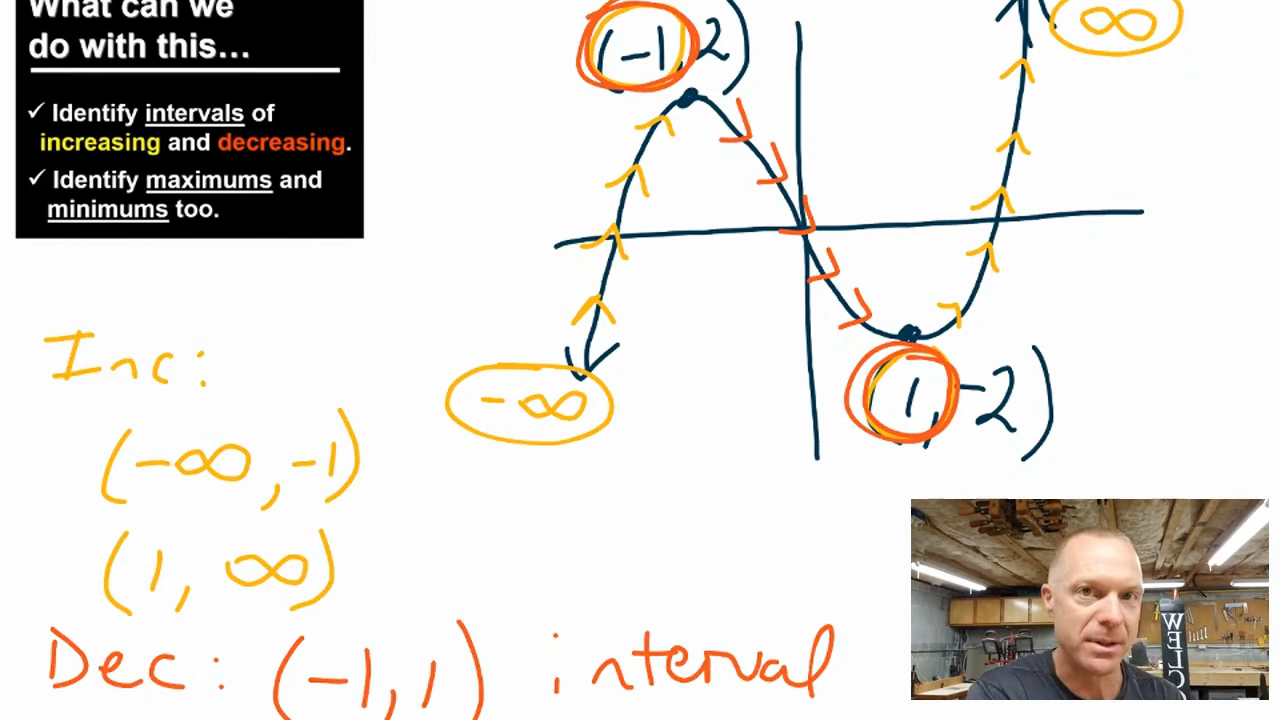 What can we
do with this…
✓ Identify intervals of
increasing and decreasing.
✓ Identify maximums and
minimums too.
(-1, 2)
∞
-∞
(1, -2)
Inc:
(-∞, -1)
(1, ∞)
Dec: (-1, 1) interval